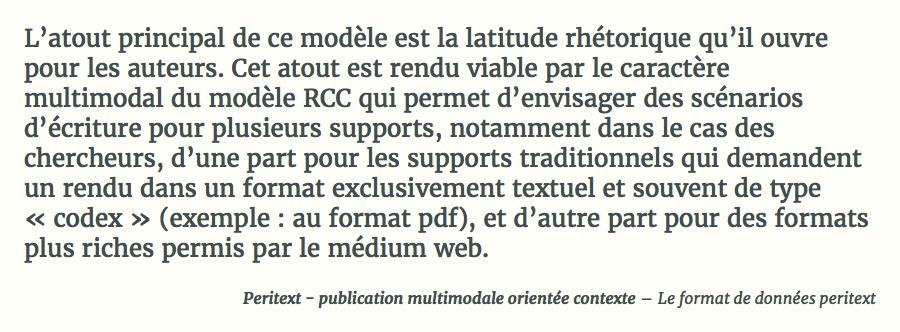 L’atout principal de ce modèle est la latitude rhétorique qu’il ouvre
pour les auteurs. Cet atout est rendu viable par le caractère
multimodal du modèle RCC qui permet d’envisager des scénarios
d’écriture pour plusieurs supports, notamment dans le cas des
chercheurs, d’une part pour les supports traditionnels qui demandent
un rendu dans un format exclusivement textuel et souvent de type
« codex » (exemple : au format pdf), et d’autre part pour des formats
plus riches permis par le médium web.
Peritext - publication multimodale orientée contexte – Le format de données peritext